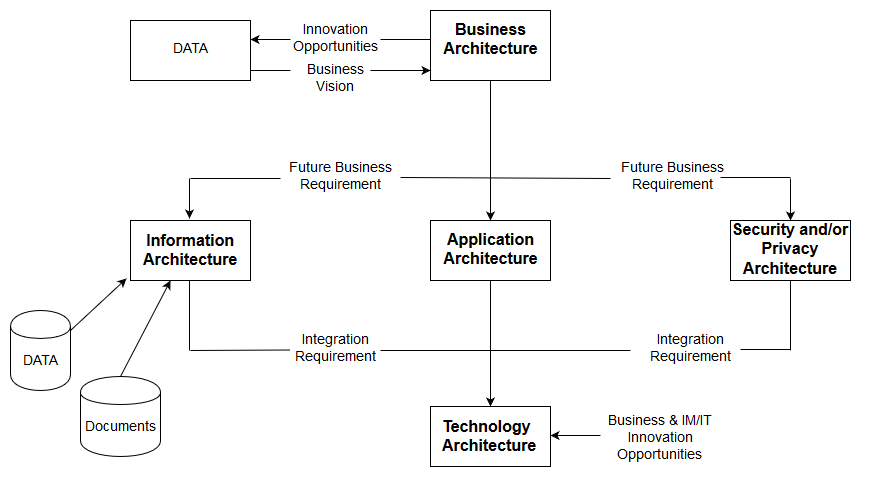 DATA
Innovation
Opportunities
Business
Vision
Business
Architecture
Future Business
Requirement
Future Business
Requirement
Information
Architecture
Application
Architecture
Security and/or
Privacy
Architecture
DATA
Documents
Integration
Requirement
Integration
Requirement
Technology
Architecture
Business & IM/IT
Innovation
Opportunities